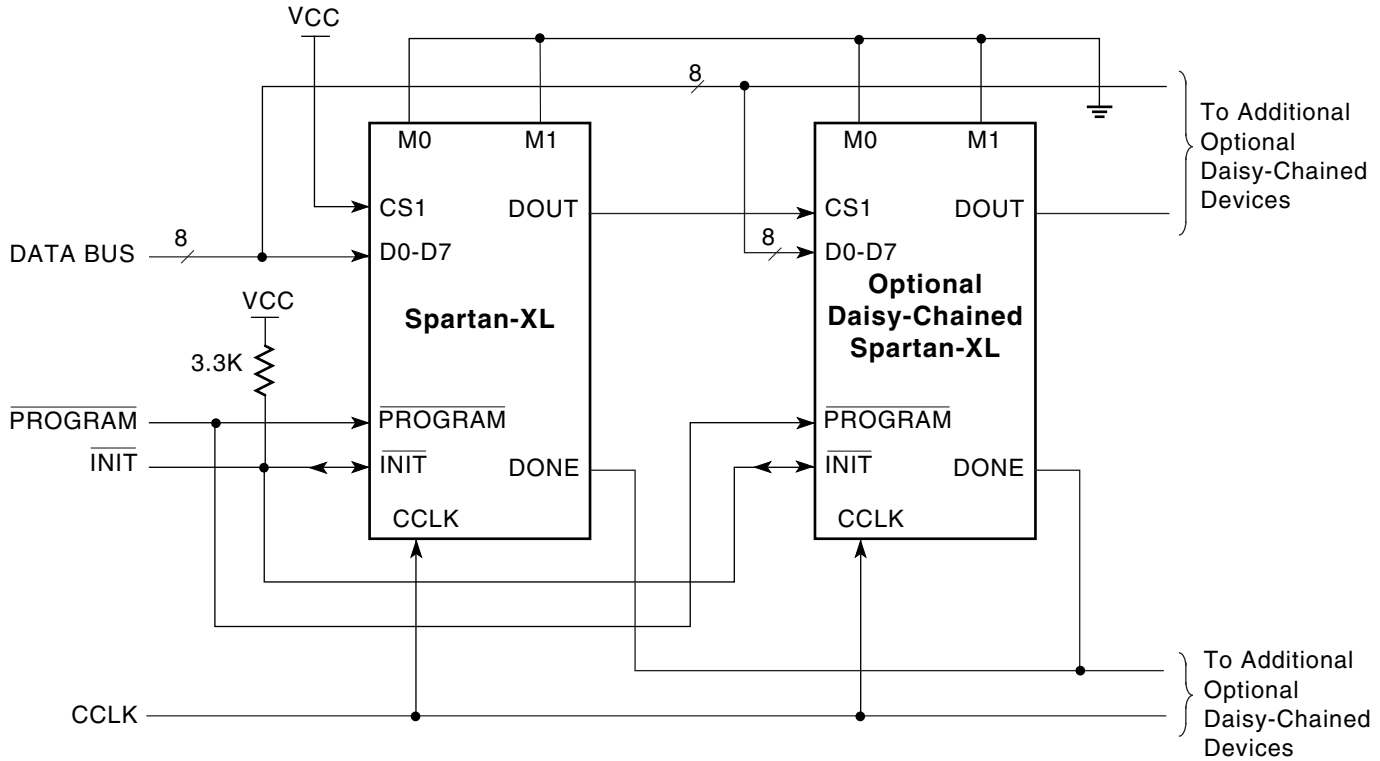 VCC
8
M0
M1
M0
M1
To Additional
Optional
Daisy-Chained
Devices
CS1
DOUT
CS1
DOUT
DATA BUS
8
D0-D7
8
D0-D7
VCC
3.3K
Spartan-XL
Optional
Daisy-Chained
Spartan-XL
PROGRAM
PROGRAM
PROGRAM
INIT
INIT
DONE
INIT
DONE
CCLK
CCLK
To Additional
Optional
Daisy-Chained
Devices
CCLK